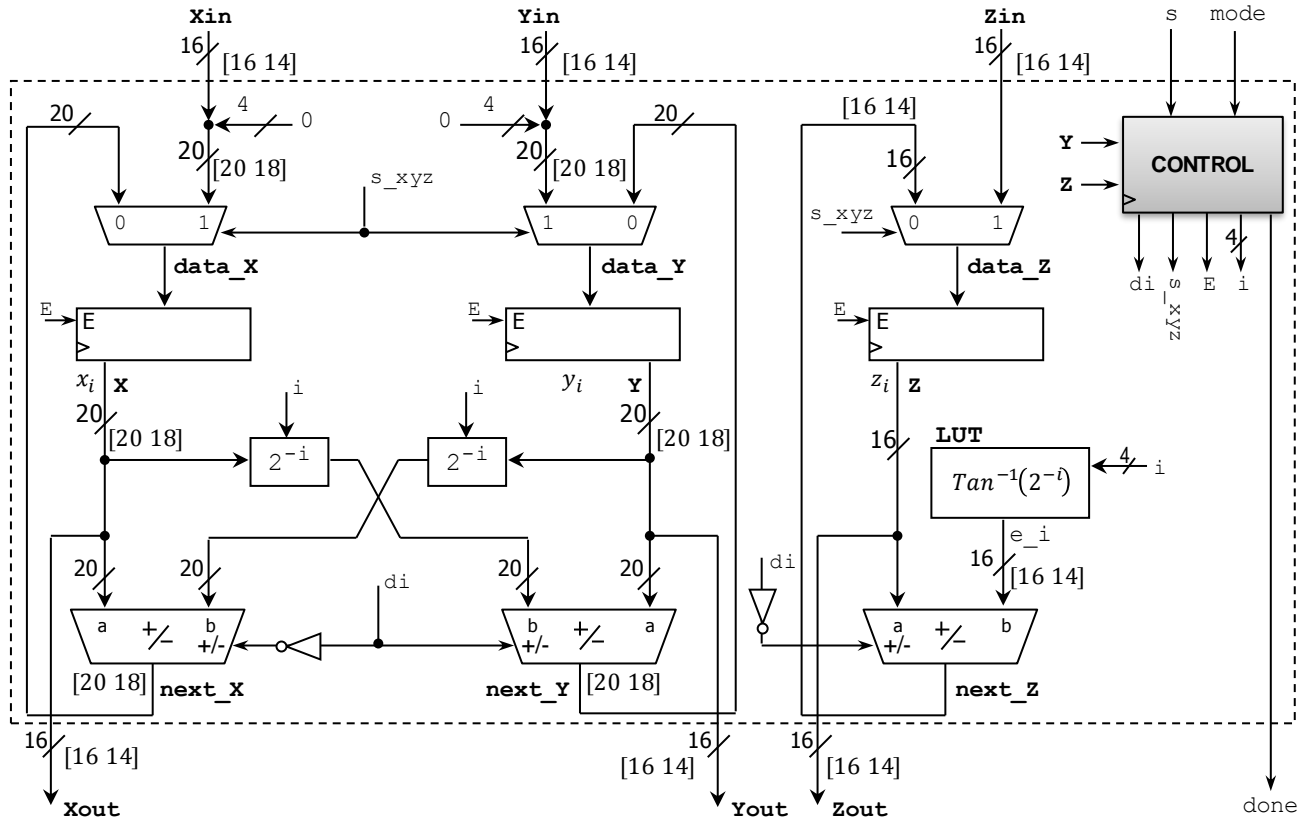 Xin Yin Zin s mode
16 [16 14] 16 [16 14] 16 [16 14]
20 4 0 0 4 20 [16 14]
20 [20 18] 20 [20 18] 16 Y
s_xyz Z CONTROL
0 1 1 0 s_xyz 0 1 4
data_X data_Y data_Z di s_xyz E i
E E E E E E
x_i X y_i Y z_i Z
20 [20 18] i i 20 [20 18] 16 LUT
2^{-i} 2^{-i} Tan^{-1}(2^{-i}) 4 i
e_i
20 20 di 20 20 di 16 [16 14]
a +/- b +/- b +/- +/- a a +/- +/- b
[20 18] next_X next_Y [20 18] next_Z
16 [16 14] 16 [16 14] 16 [16 14]
Xout Yout Zout done